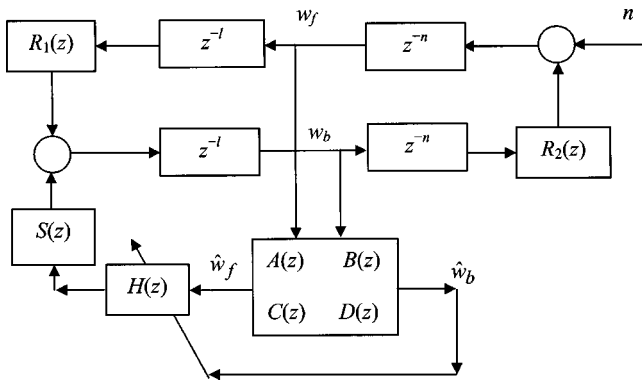 w_f n
R₁(z) z⁻ˡ z⁻ⁿ
w_b
z⁻ˡ z⁻ⁿ R₂(z)
S(z) ŵ_f A(z) B(z) ŵ_b
H(z) C(z) D(z)